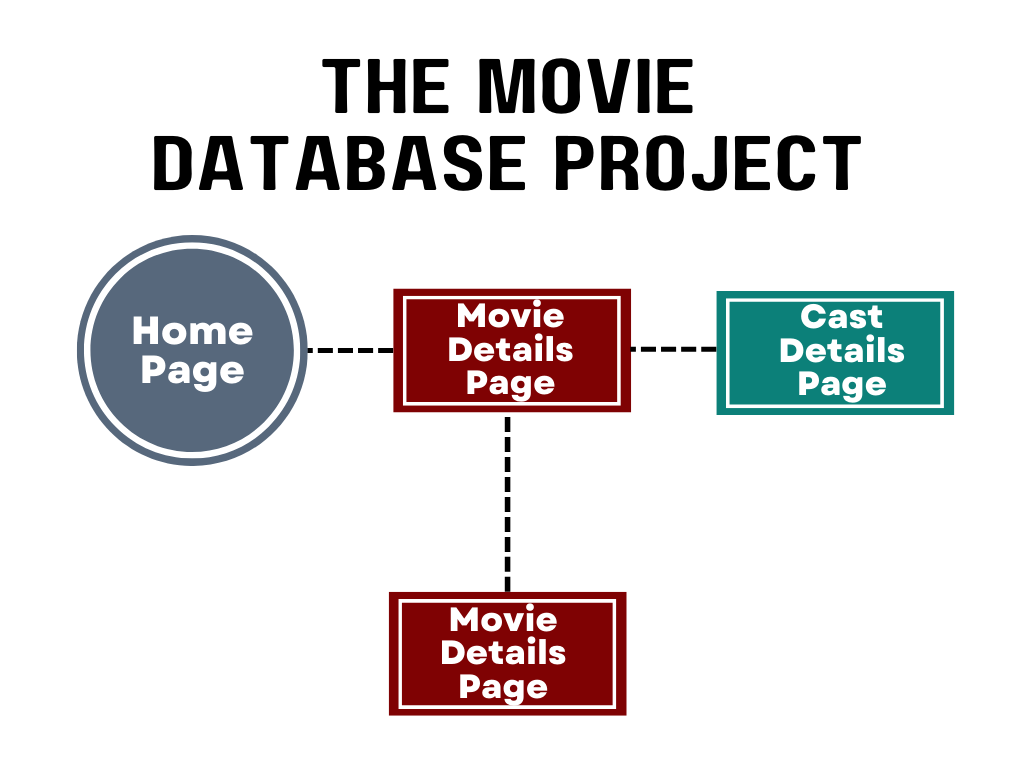 THE MOVIE
DATABASE PROJECT
Home
Page
Movie
Details
Page
Cast
Details
Page
Movie
Details
Page